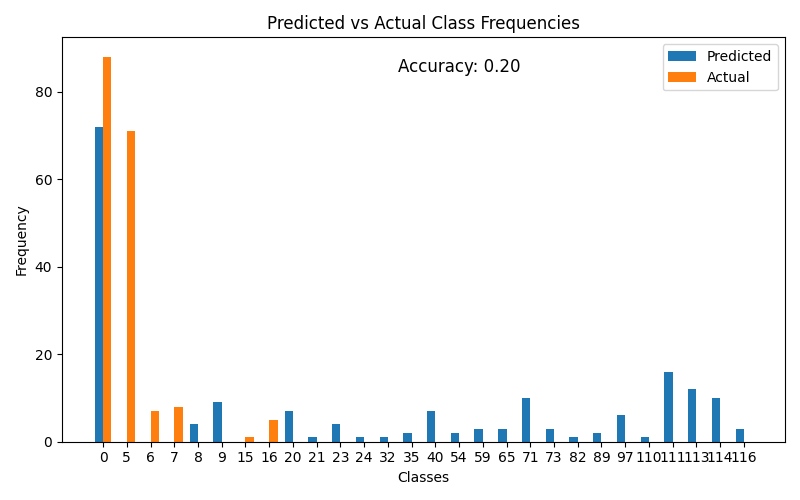 Predicted vs Actual Class Frequencies
Accuracy: 0.20
Predicted
Actual
80
60
40
20
0
Frequency
0 5 6 7 8 9 15 16 20 21 23 24 32 35 40 54 59 65 71 73 82 89 97 110 111 113 114 116
Classes